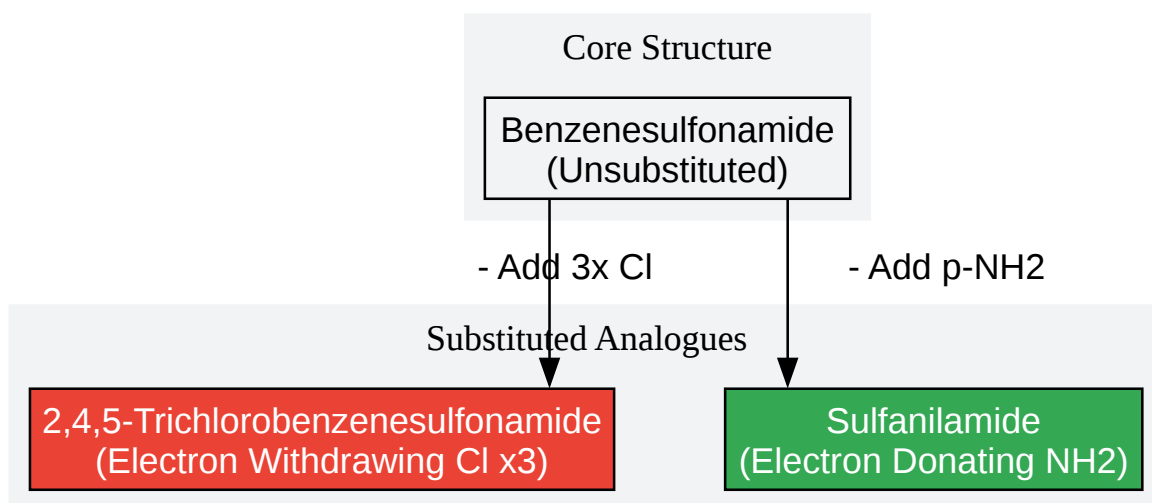 Core Structure
Benzenesulfonamide
(Unsubstituted)
- Add 3x Cl
- Add p-NH2
Substituted Analogues
2,4,5-Trichlorobenzenesulfonamide
(Electron Withdrawing Cl x3)
Sulfanilamide
(Electron Donating NH2)